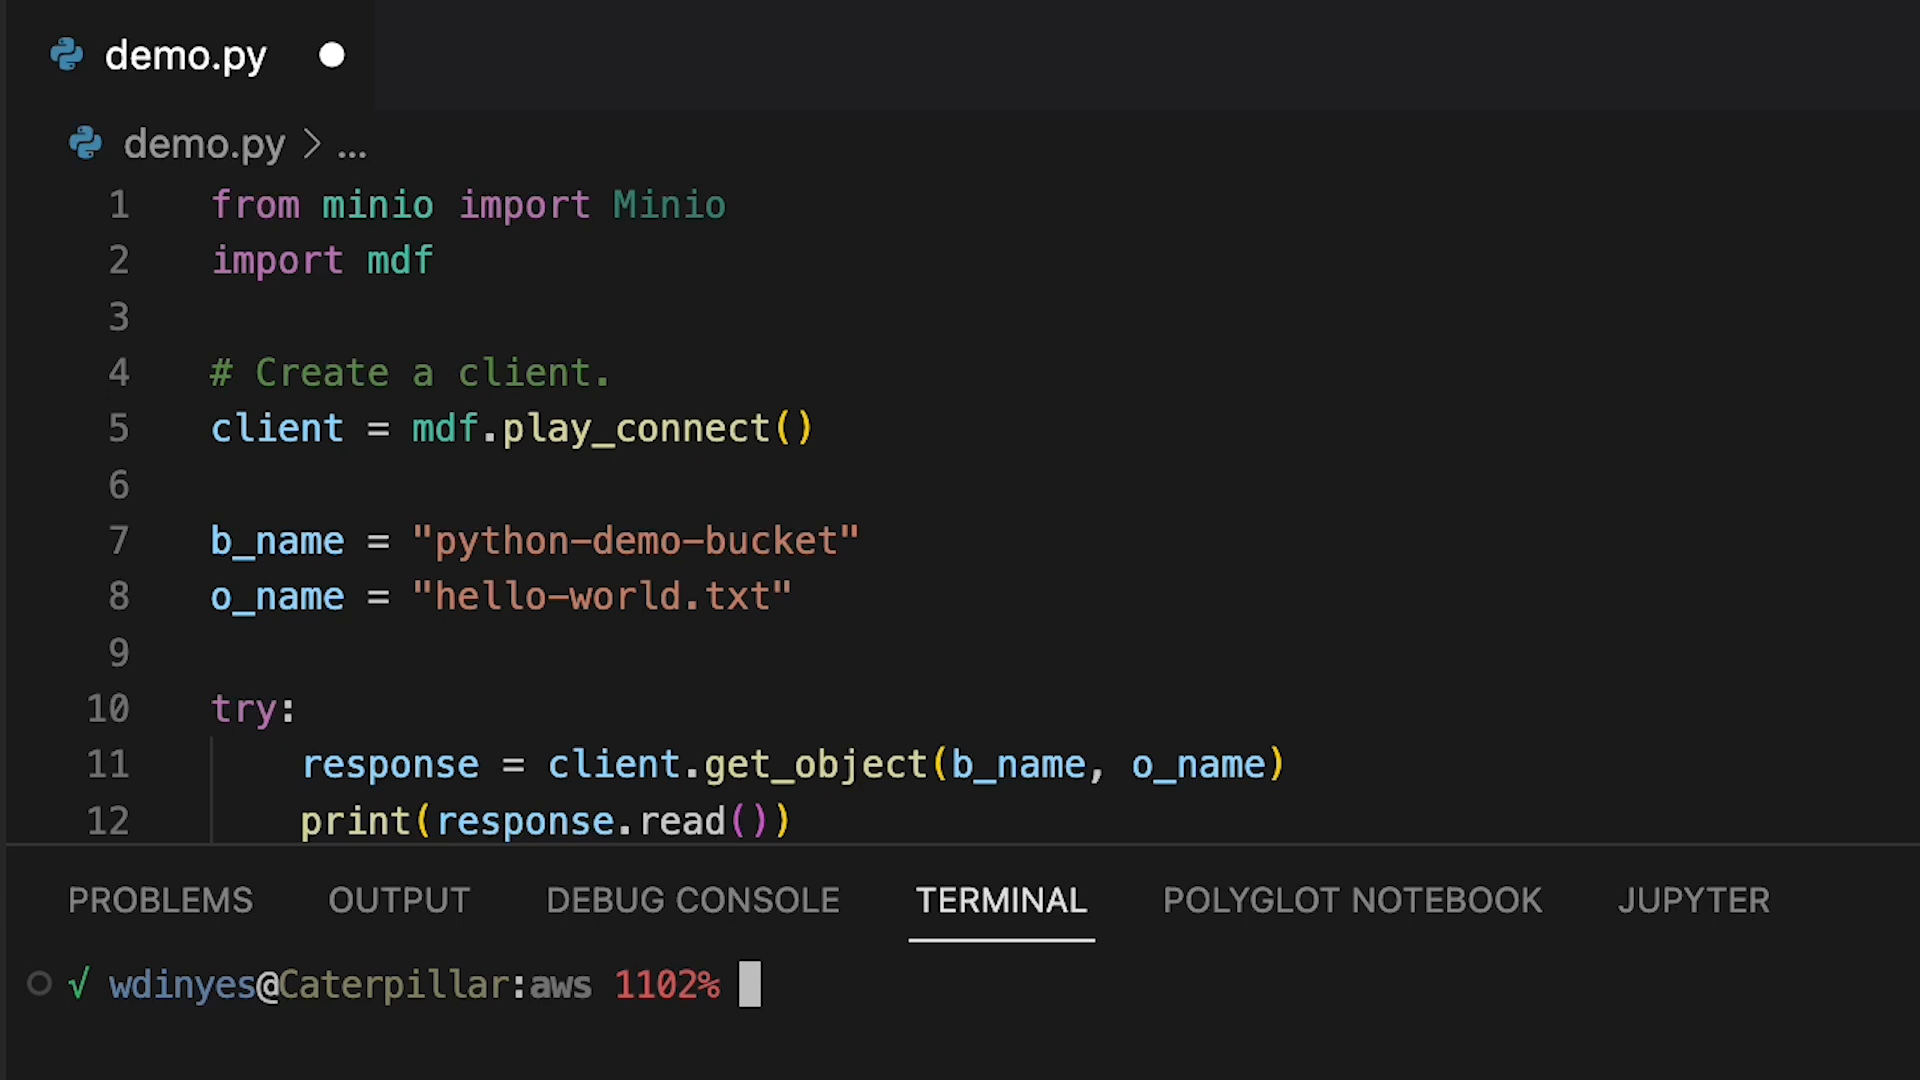 demo.py
demo.py > ...
1 from minio import Minio
2 import mdf
3
4 # Create a client.
5 client = mdf.play_connect()
6
7 b_name = "python-demo-bucket"
8 o_name = "hello-world.txt"
9
10 try:
11     response = client.get_object(b_name, o_name)
12     print(response.read())
PROBLEMS OUTPUT DEBUG CONSOLE TERMINAL POLYGLOT NOTEBOOK JUPYTER
√ wdinyes@Caterpillar:aws 1102%